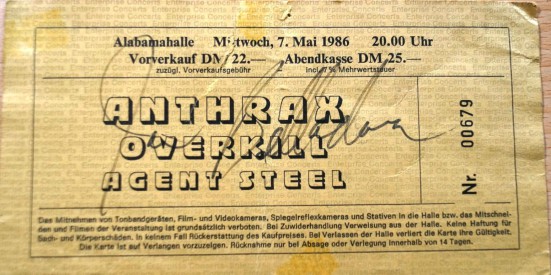 Alabamahalle Mittwoch, 7. Mai 1986 20.00 Uhr
Vorverkauf DM 22.— Abendkasse DM 25.—
zuzügl. Vorverkaufsgebühr incl. 7% Mehrwertsteuer
ANTHRAX
OVERKILL
AGENT STEEL
Nr. 00679
Das Mitnehmen von Tonbandgeräten, Film- und Videokameras, Spiegelreflexkameras und Stativen in die Halle bzw. das Mitschnei-
den und Filmen der Veranstaltung ist grundsätzlich verboten. Bei Zuwiderhandlung Verweisung aus der Halle. Keine Haftung für
Sach- und Körperschäden. In keinem Fall Rückerstattung des Kaufpreises. Bei Verlassen der Halle verliert die Karte ihre Gültigkeit.
Die Karte ist auf Verlangen vorzuzeigen. Rücknahme nur bei Absage oder Verlegung innerhalb von 14 Tagen.